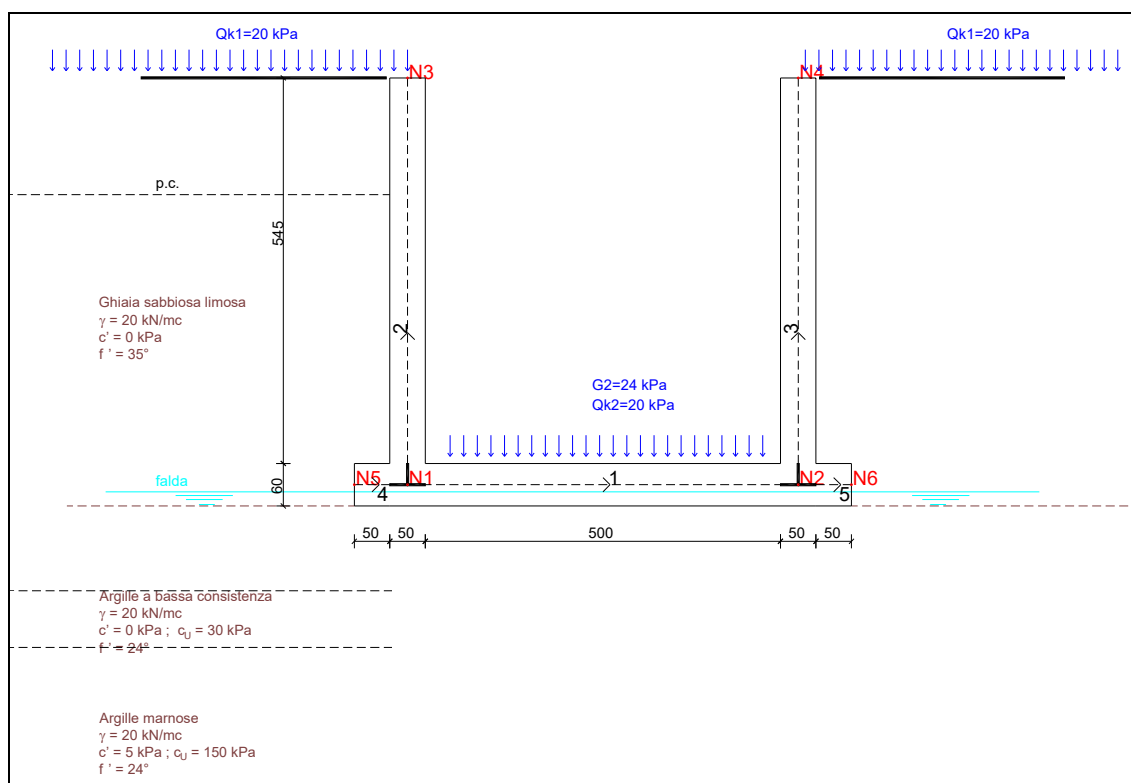 Qk1=20 kPa
Qk1=20 kPa
N3
N4
p.c.
545
Ghiaia sabbiosa limosa
γ = 20 kN/mc
c' = 0 kPa
f ' = 35°
2
3
G2=24 kPa
Qk2=20 kPa
falda
60
N5
N1
1
N2
N6
4
5
50
50
500
50
50
Argille a bassa consistenza
γ = 20 kN/mc
c' = 0 kPa ; cU = 30 kPa
f ' = 24°
Argille marnose
γ = 20 kN/mc
c' = 5 kPa ; cU = 150 kPa
f ' = 24°